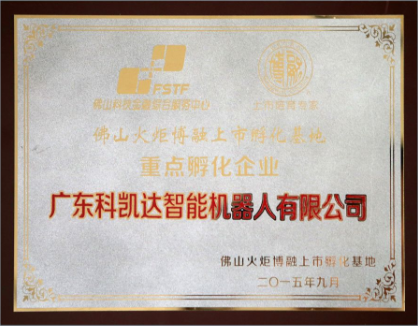 FSTF
佛山科技金融综合服务中心
上市培育专家
佛山火炬博融上市孵化基地
重点孵化企业
广东科凯达智能机器人有限公司
佛山火炬博融上市孵化基地
二〇一五年九月